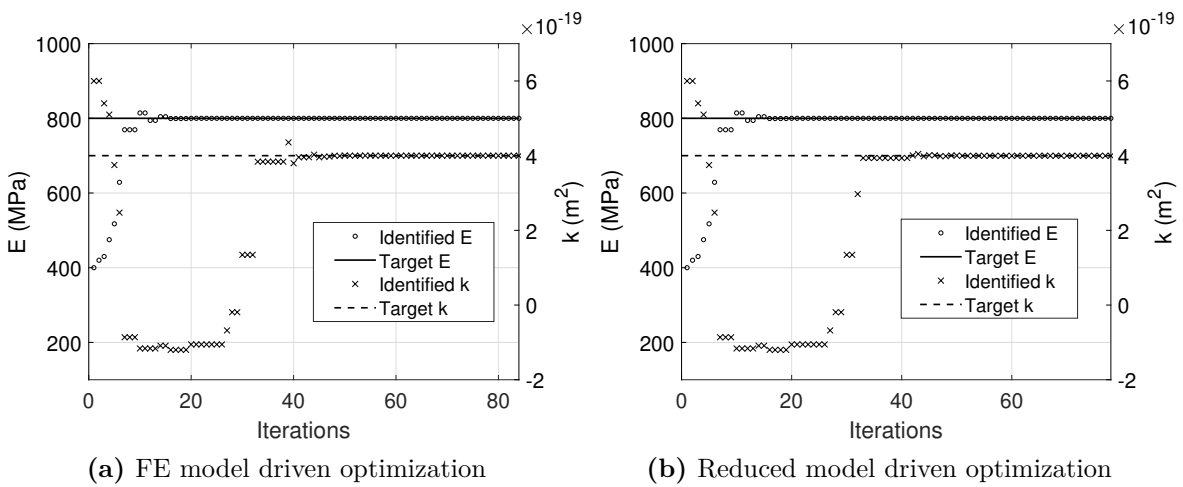 ×10⁻¹⁹
×10⁻¹⁹
1000
800
600
400
200
E (MPa)
6
4
2
0
-2
k (m²)
Identified E
Target E
Identified k
Target k
0 20 40 60 80
Iterations
1000
800
600
400
200
E (MPa)
6
4
2
0
-2
k (m²)
Identified E
Target E
Identified k
Target k
0 20 40 60
Iterations
(a) FE model driven optimization
(b) Reduced model driven optimization